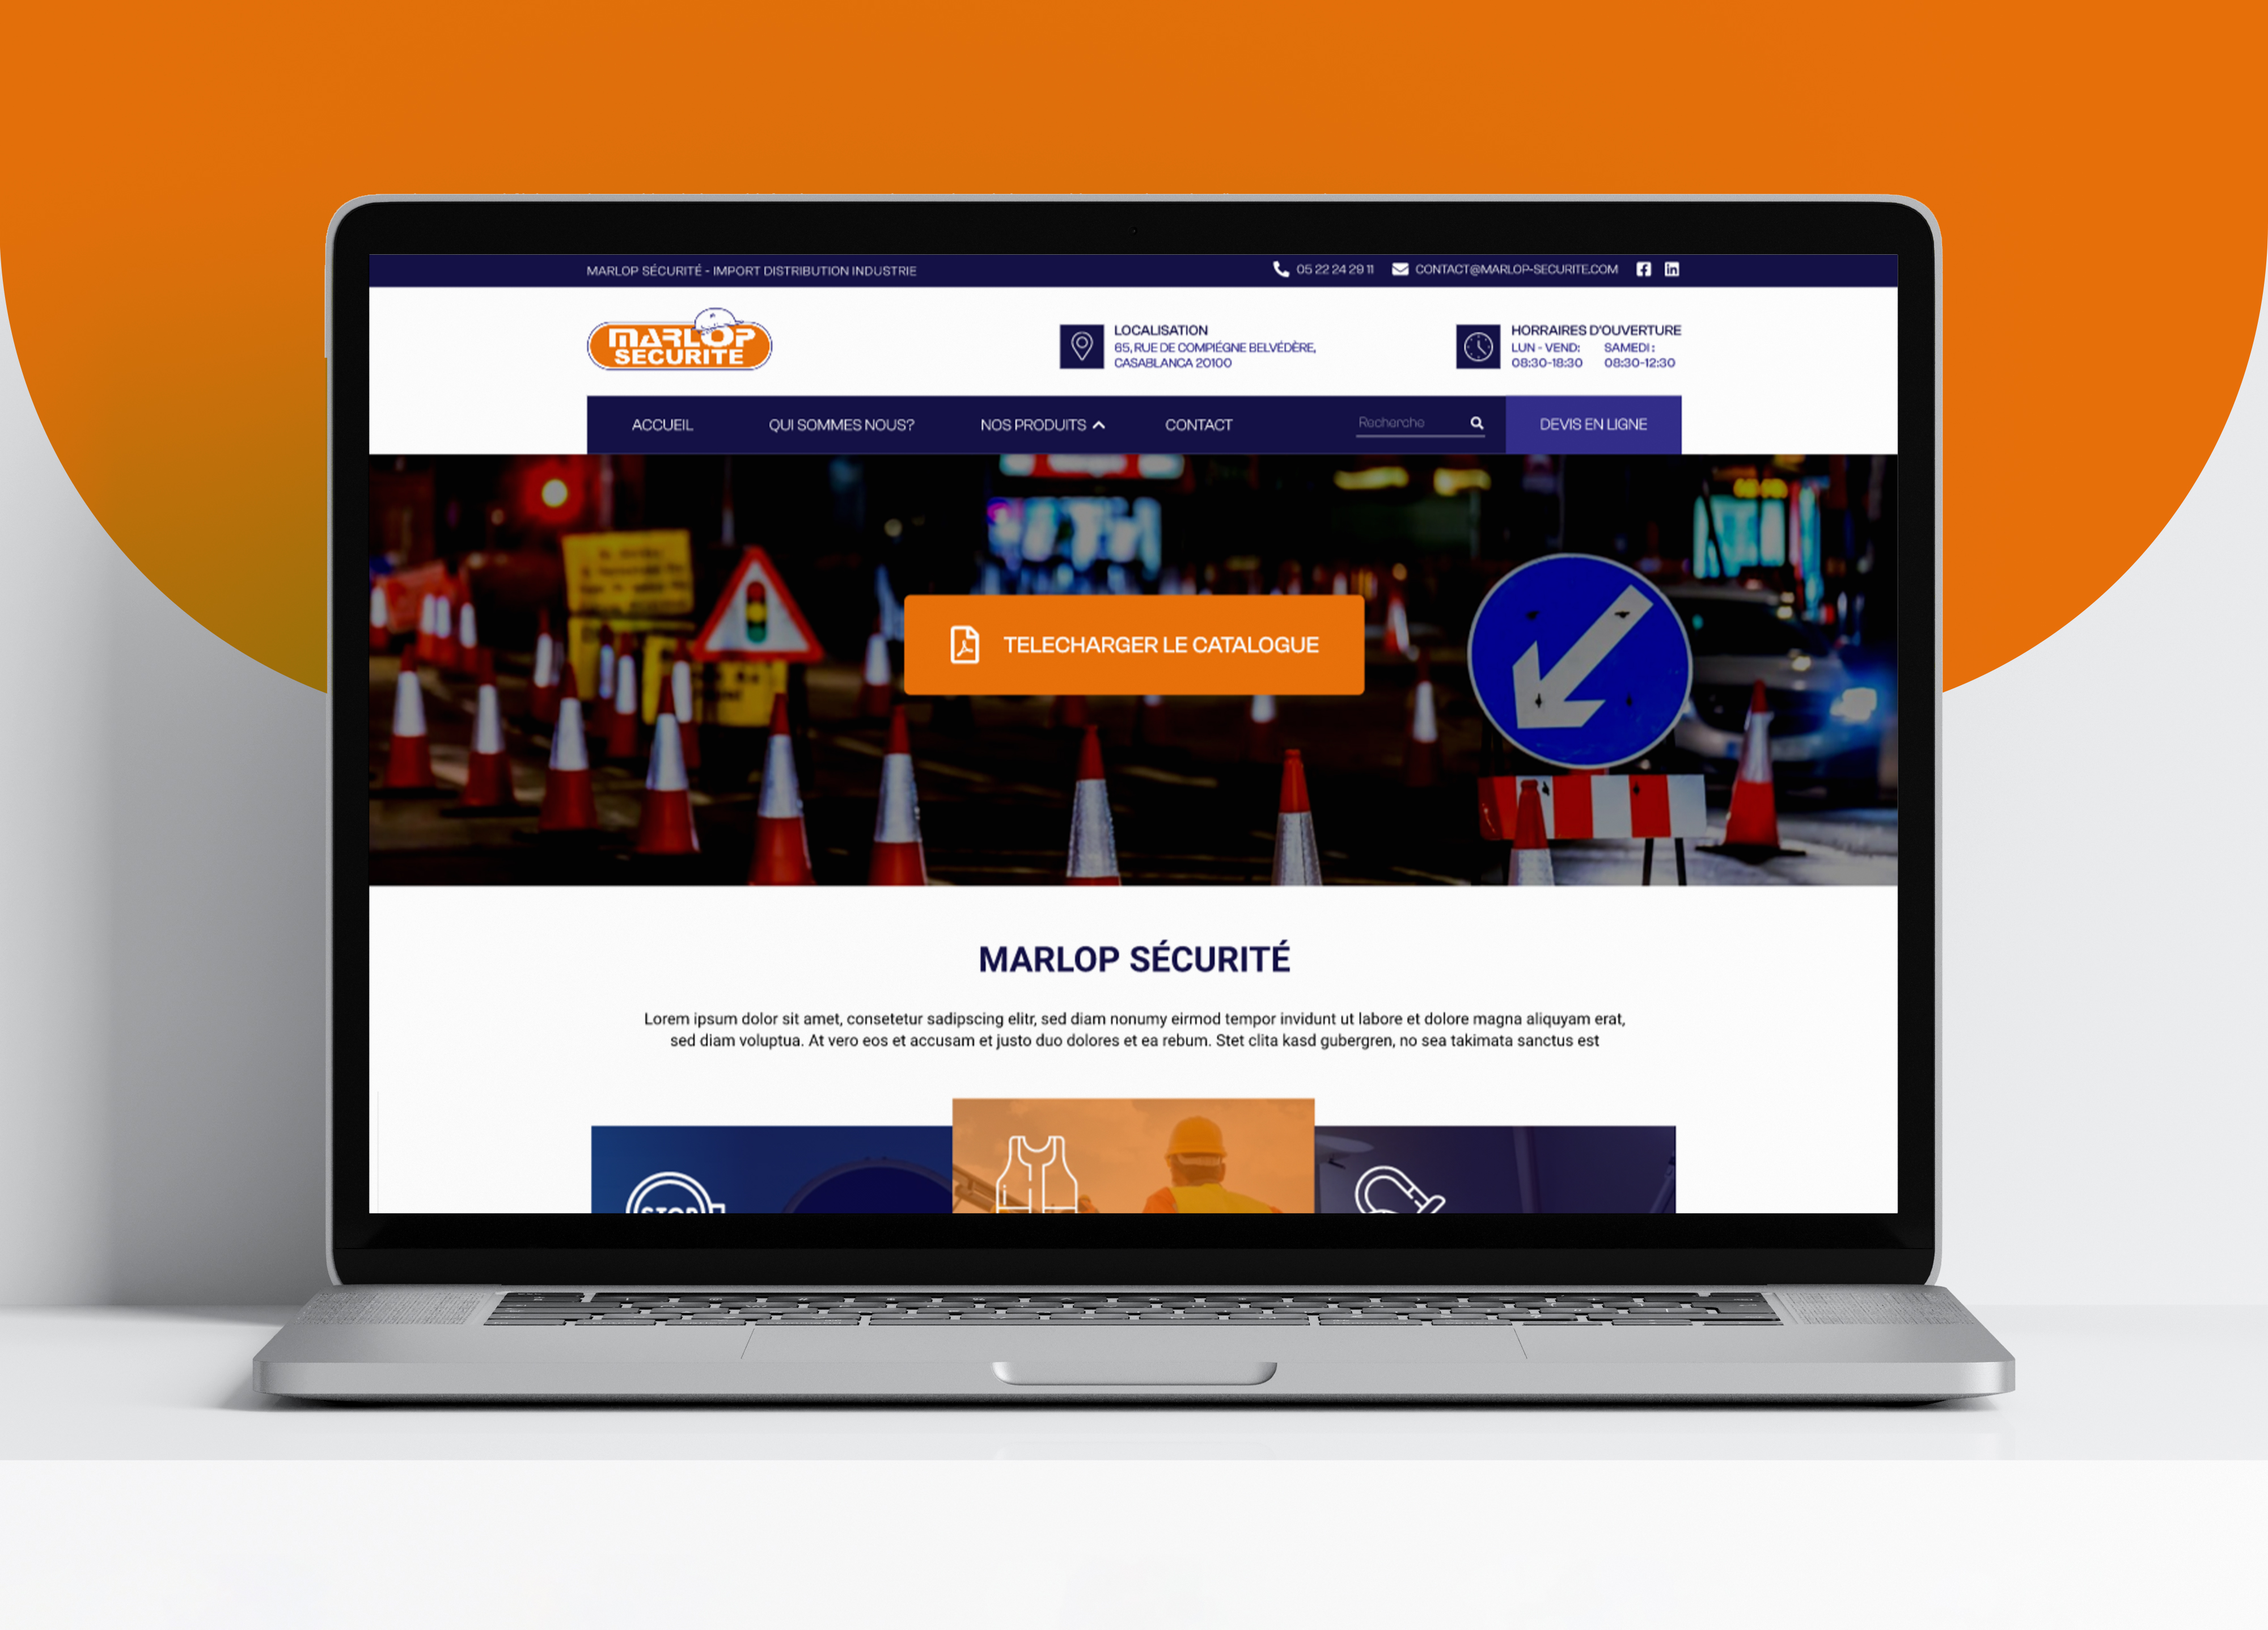 MARLOP SÉCURITÉ - IMPORT DISTRIBUTION INDUSTRIE
05 22 24 29 11 CONTACT@MARLOP-SECURITE.COM
MARLOP
SECURITE
LOCALISATION
65, RUE DE COMPIÉGNE BELVÉDÈRE,
CASABLANCA 20100
HORRAIRES D'OUVERTURE
LUN - VEND: SAMEDI :
08:30-18:30 08:30-12:30
ACCUEIL QUI SOMMES NOUS? NOS PRODUITS CONTACT Recherche DEVIS EN LIGNE
TELECHARGER LE CATALOGUE
MARLOP SÉCURITÉ
Lorem ipsum dolor sit amet, consetetur sadipscing elitr, sed diam nonumy eirmod tempor invidunt ut labore et dolore magna aliquyam erat,
sed diam voluptua. At vero eos et accusam et justo duo dolores et ea rebum. Stet clita kasd gubergren, no sea takimata sanctus est
STOP